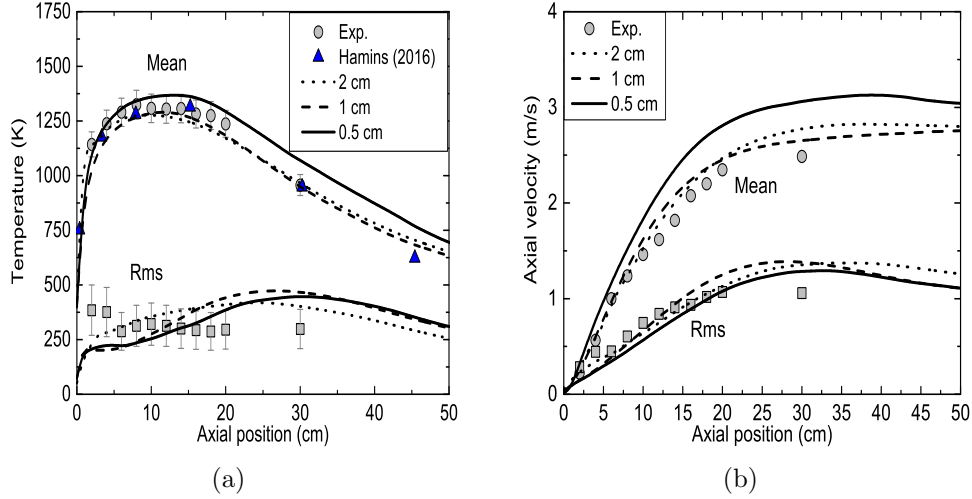 1750
1500
1250
1000
750
500
250
0
Temperature (K)
Mean
Rms
Exp.
Hamins (2016)
2 cm
1 cm
0.5 cm
0 10 20 30 40 50
Axial position (cm)
(a)
4
3
2
1
0
Axial velocity (m/s)
Exp.
2 cm
1 cm
0.5 cm
Mean
Rms
0 5 10 15 20 25 30 35 40 45 50
Axial position (cm)
(b)